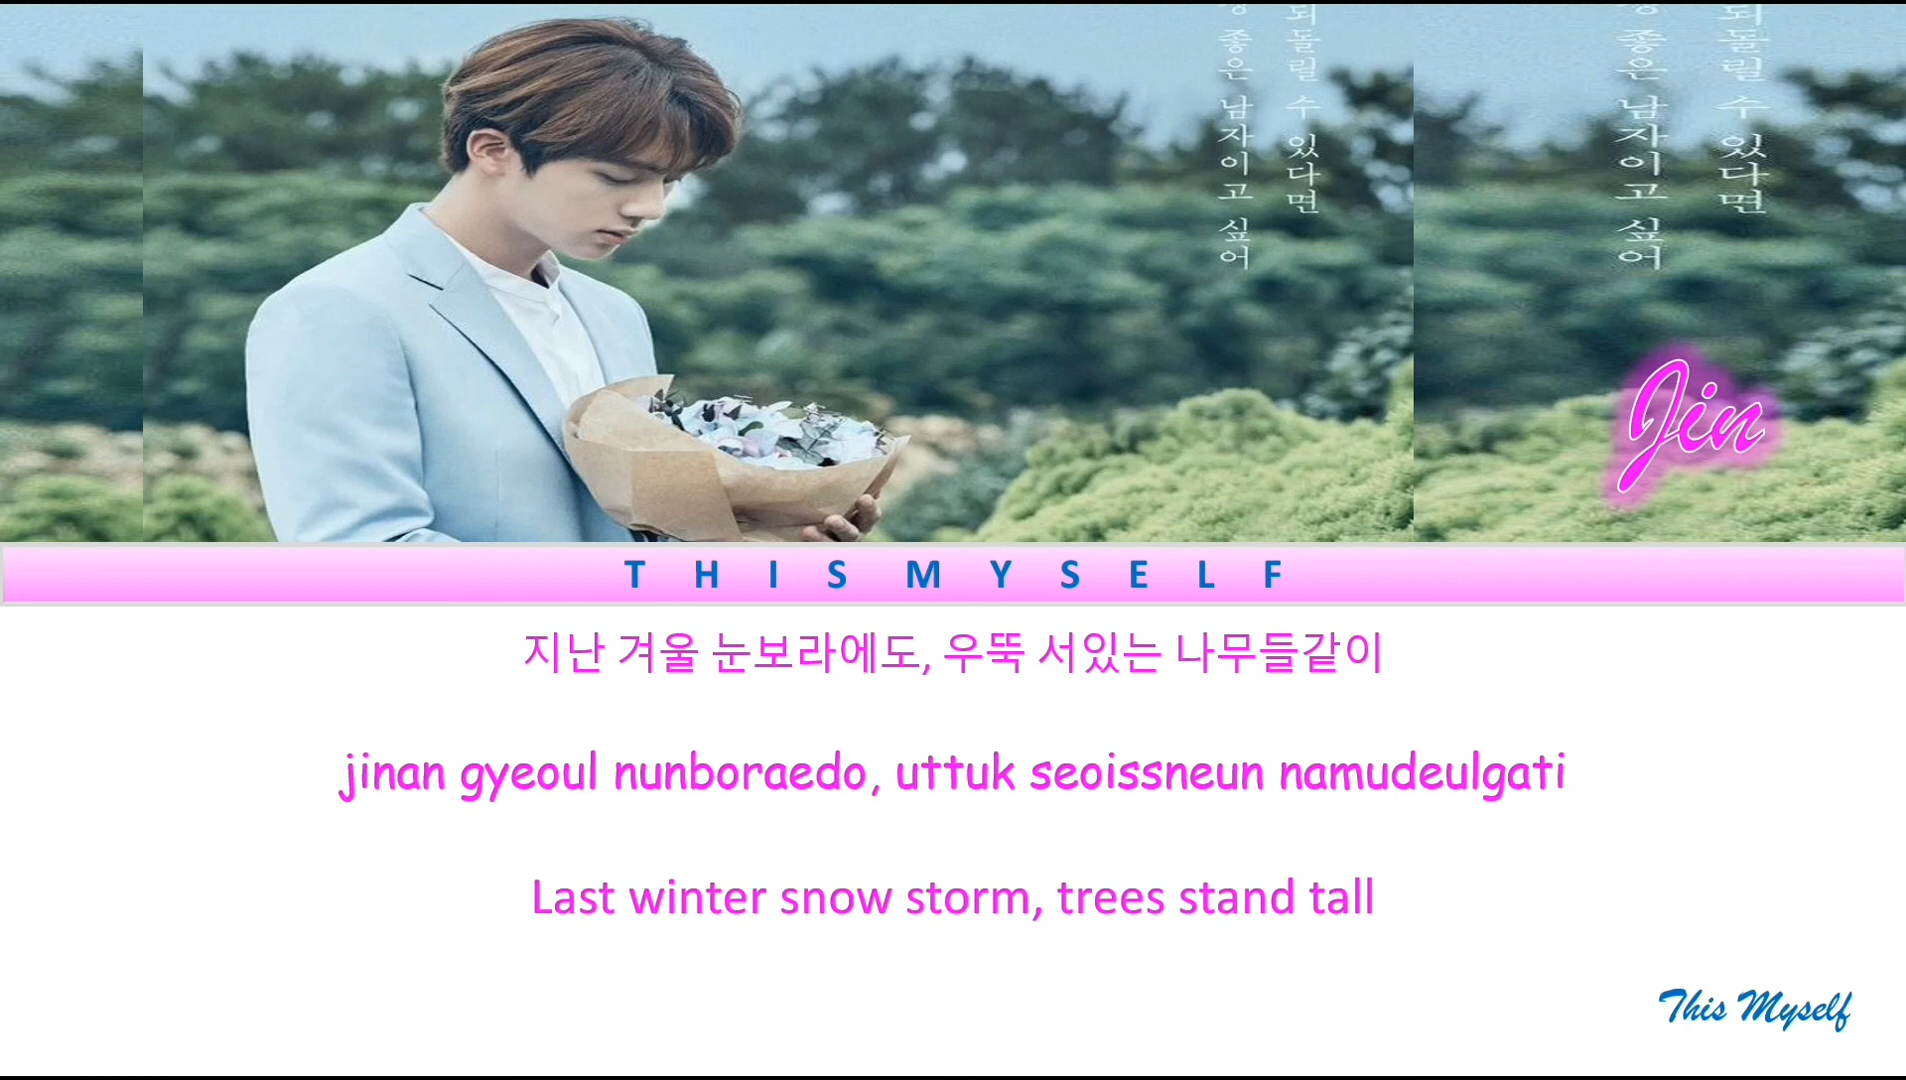 되돌릴 수 있다면
좋은 남자이고 싶어
되돌릴 수 있다면
좋은 남자이고 싶어
Jin
T H I S M Y S E L F
지난 겨울 눈보라에도, 우뚝 서있는 나무들같이
jinan gyeoul nunboraedo, uttuk seoissneun namudeulgati
Last winter snow storm, trees stand tall
This Myself